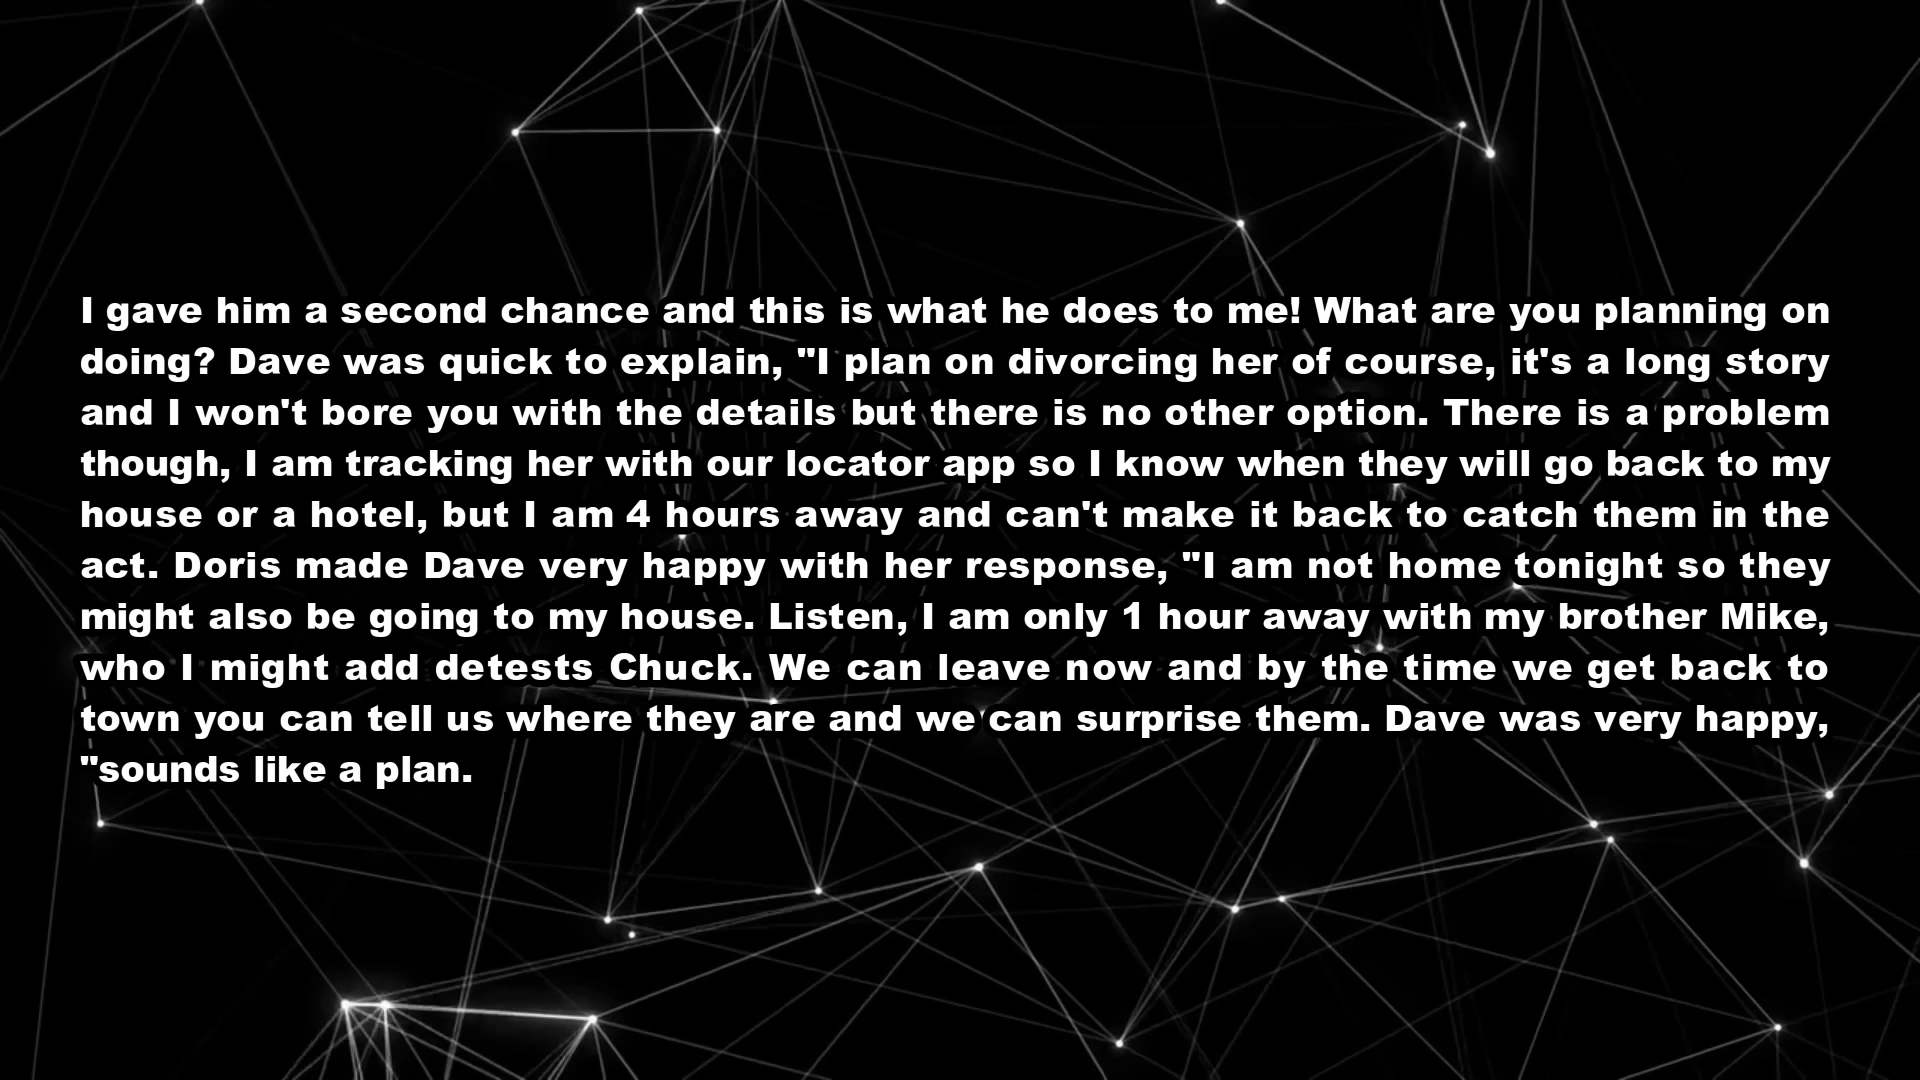 I gave him a second chance and this is what he does to me! What are you planning on
doing? Dave was quick to explain, "I plan on divorcing her of course, it's a long story
and I won't bore you with the details but there is no other option. There is a problem
though, I am tracking her with our locator app so I know when they will go back to my
house or a hotel, but I am 4 hours away and can't make it back to catch them in the
act. Doris made Dave very happy with her response, "I am not home tonight so they
might also be going to my house. Listen, I am only 1 hour away with my brother Mike,
who I might add detests Chuck. We can leave now and by the time we get back to
town you can tell us where they are and we can surprise them. Dave was very happy,
"sounds like a plan.